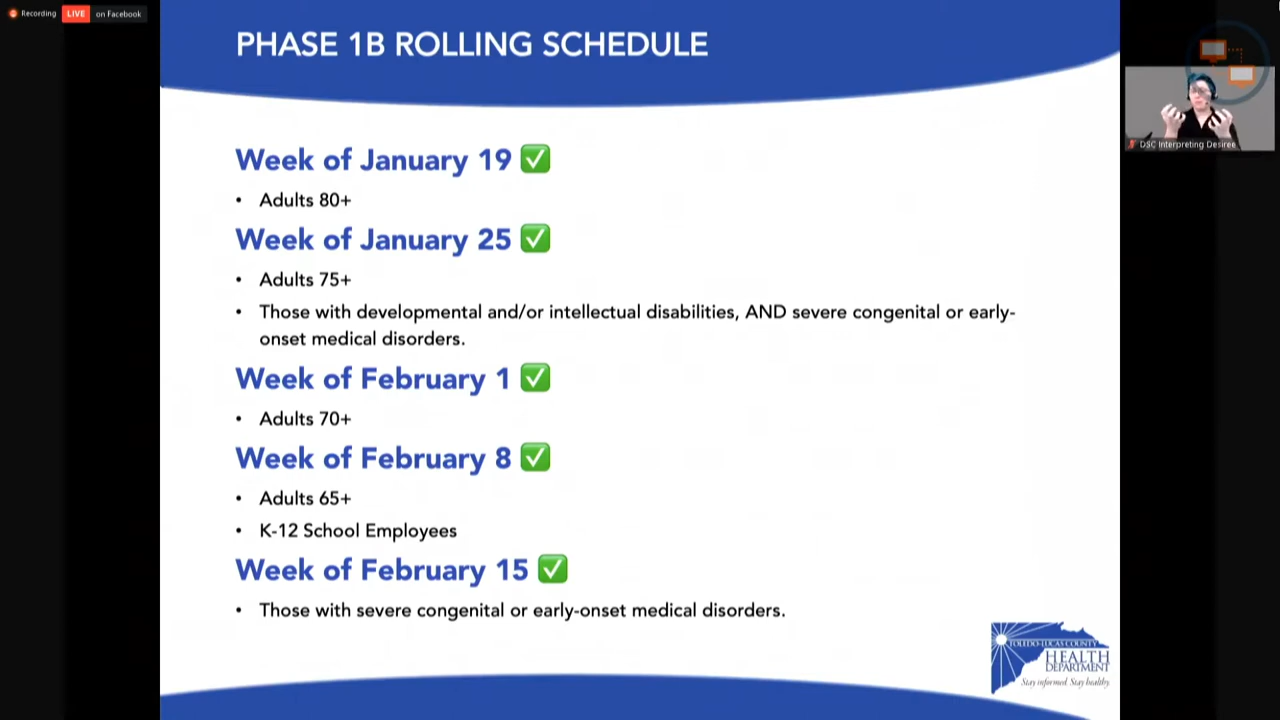 Recording LIVE on Facebook
PHASE 1B ROLLING SCHEDULE
Week of January 19 ✅
• Adults 80+
Week of January 25 ✅
• Adults 75+
• Those with developmental and/or intellectual disabilities, AND severe congenital or early-
onset medical disorders.
Week of February 1 ✅
• Adults 70+
Week of February 8 ✅
• Adults 65+
• K-12 School Employees
Week of February 15 ✅
• Those with severe congenital or early-onset medical disorders.
DSC Interpreting Desiree
TOLEDO-LUCAS COUNTY
HEALTH
DEPARTMENT
Stay informed. Stay healthy.